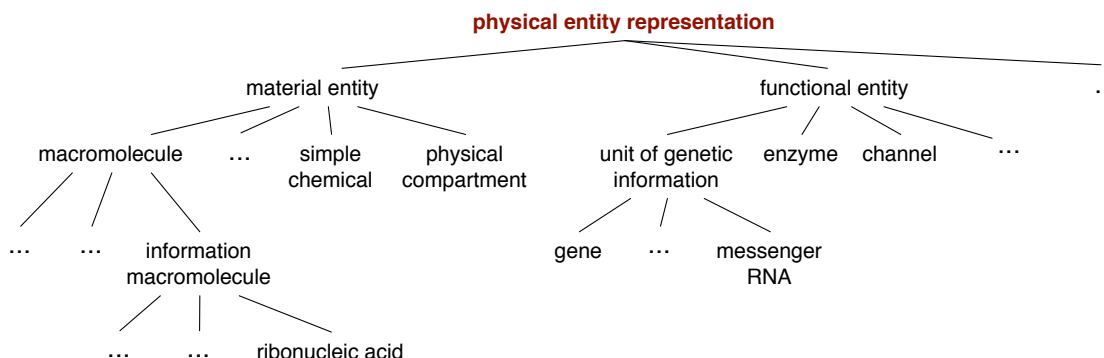 physical entity representation
material entity
functional entity
.
macromolecule
...
simple
chemical
physical
compartment
unit of genetic
information
enzyme
channel
...
...
...
information
macromolecule
gene
...
messenger
RNA
...
...
ribonucleic acid